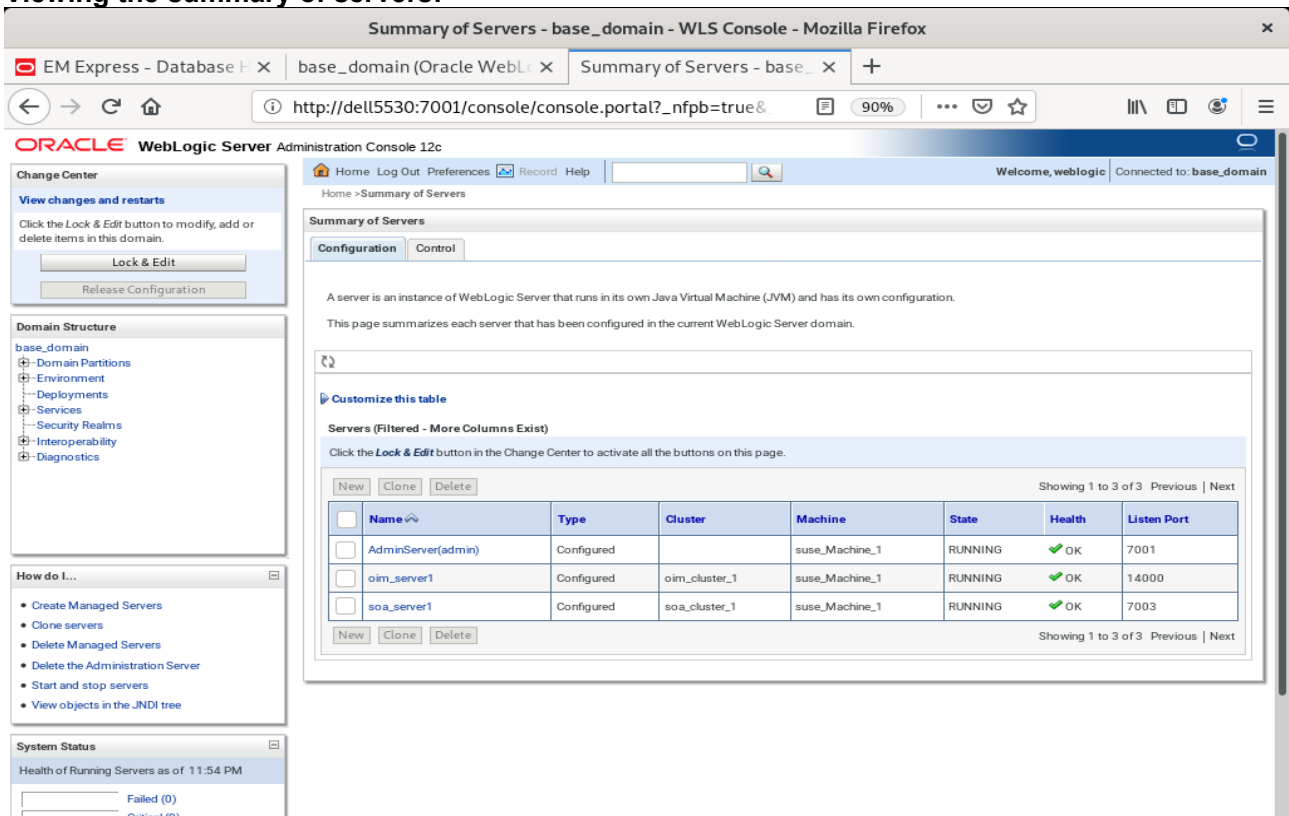 Viewing the summary of servers:
Summary of Servers - base_domain - WLS Console - Mozilla Firefox ×
EM Express - Database H × base_domain (Oracle WebLo × Summary of Servers - base_ × +
http://dell5530:7001/console/console.portal?_nfpb=true& 90%
ORACLE WebLogic Server Administration Console 12c
Change Center
View changes and restarts
Click the Lock & Edit button to modify, add or
delete items in this domain.
Lock & Edit
Release Configuration
Domain Structure
base_domain
Domain Partitions
Environment
Deployments
Services
Security Realms
Interoperability
Diagnostics
How do I...
Create Managed Servers
Clone servers
Delete Managed Servers
Delete the Administration Server
Start and stop servers
View objects in the JNDI tree
System Status
Health of Running Servers as of 11:54 PM
Failed (0)
Home Log Out Preferences Record Help Welcome, weblogic Connected to: base_domain
Home >Summary of Servers
Summary of Servers
Configuration Control
A server is an instance of WebLogic Server that runs in its own Java Virtual Machine (JVM) and has its own configuration.
This page summarizes each server that has been configured in the current WebLogic Server domain.
Customize this table
Servers (Filtered - More Columns Exist)
Click the Lock & Edit button in the Change Center to activate all the buttons on this page.
New Clone Delete Showing 1 to 3 of 3 Previous | Next
Name Type Cluster Machine State Health Listen Port
AdminServer(admin) Configured suse_Machine_1 RUNNING OK 7001
oim_server1 Configured oim_cluster_1 suse_Machine_1 RUNNING OK 14000
soa_server1 Configured soa_cluster_1 suse_Machine_1 RUNNING OK 7003
New Clone Delete Showing 1 to 3 of 3 Previous | Next